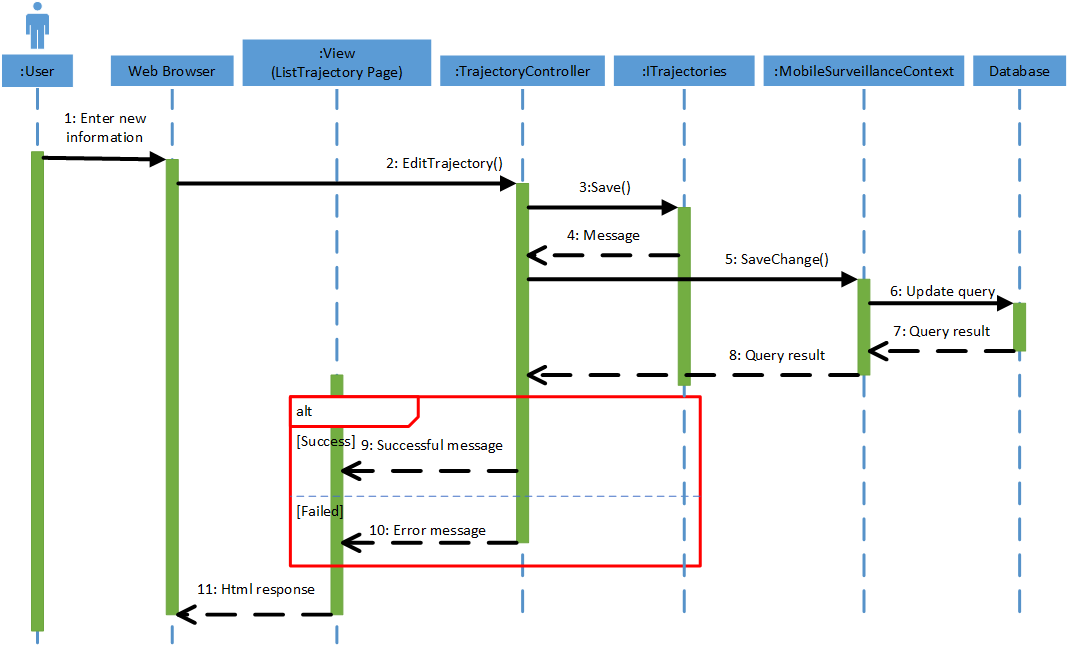 :User
Web Browser
:View
(ListTrajectory Page)
:TrajectoryController
:ITrajectories
:MobileSurveillanceContext
Database
1: Enter new
information
2: EditTrajectory()
3:Save()
4: Message
5: SaveChange()
6: Update query
7: Query result
8: Query result
alt
[Success]
9: Successful message
[Failed]
10: Error message
11: Html response